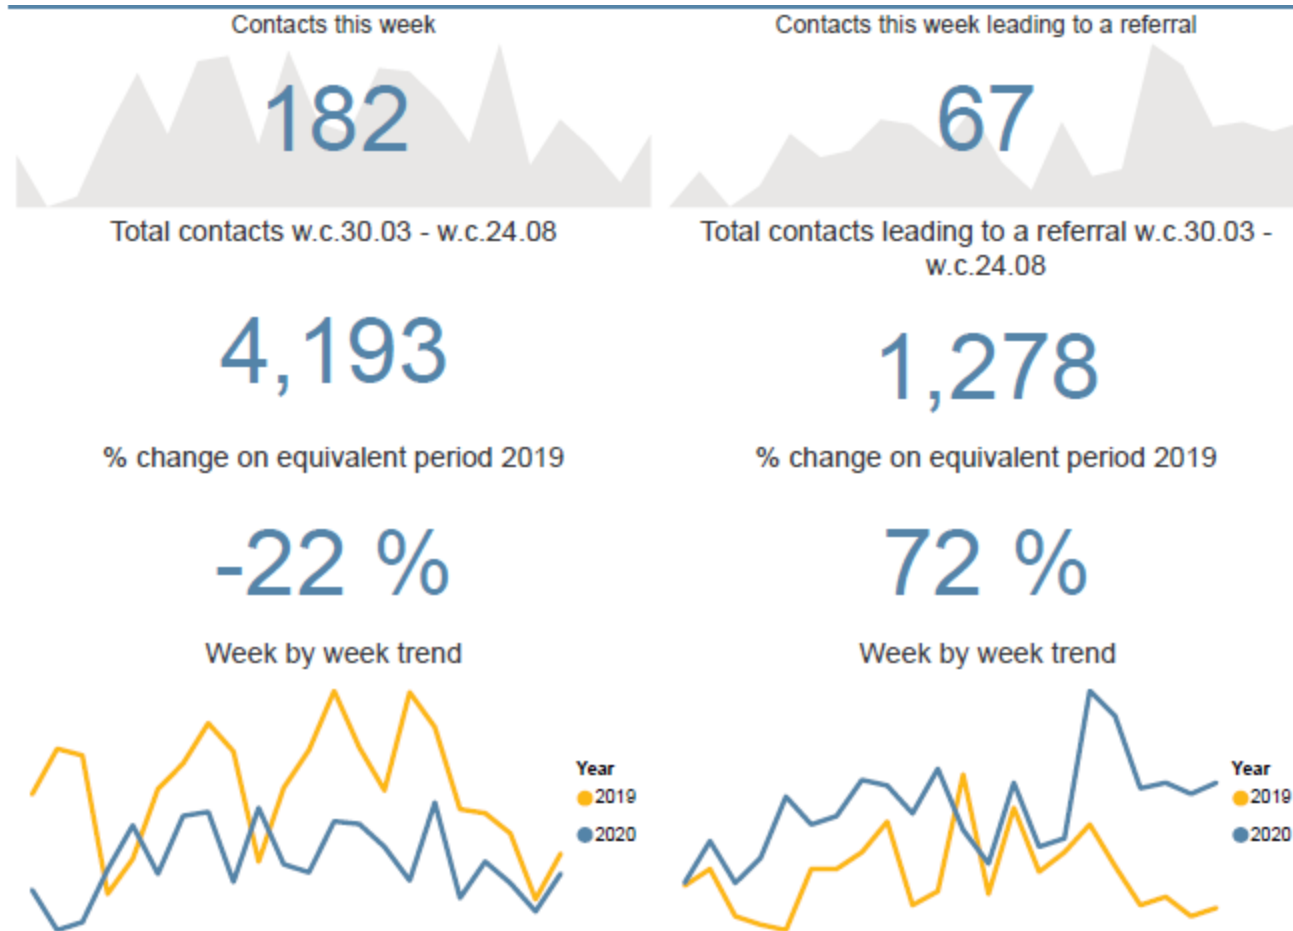 Contacts this week
182
Total contacts w.c.30.03 - w.c.24.08
4,193
% change on equivalent period 2019
-22 %
Week by week trend
Year
2019
2020
Contacts this week leading to a referral
67
Total contacts leading to a referral w.c.30.03 -
w.c.24.08
1,278
% change on equivalent period 2019
72 %
Week by week trend
Year
2019
2020